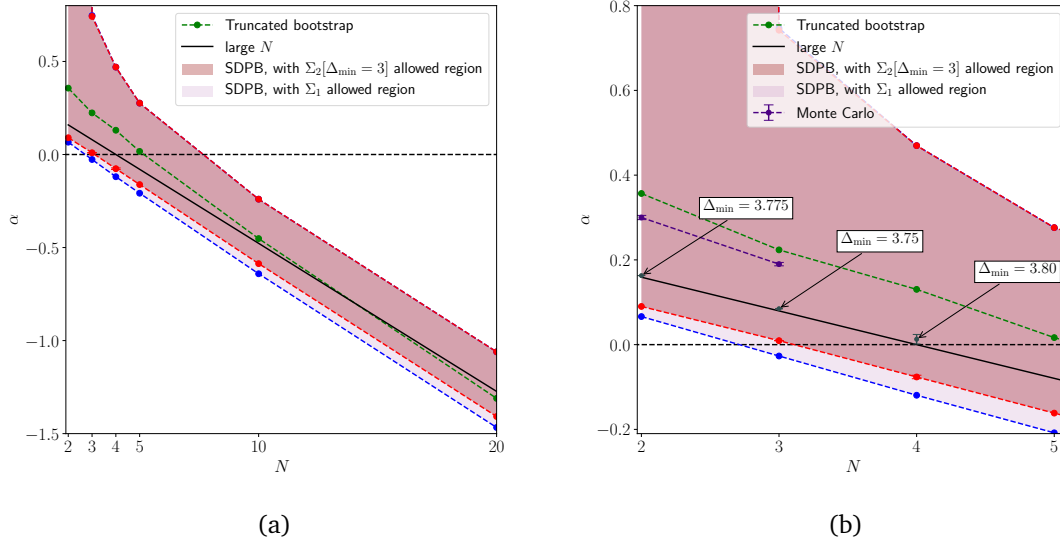 Truncated bootstrap
large N
SDPB, with Σ₂[Δmin = 3] allowed region
SDPB, with Σ₁ allowed region
α
0.5
0.0
−0.5
−1.0
−1.5
2 3 4 5 10 20
N
(a)
Truncated bootstrap
large N
SDPB, with Σ₂[Δmin = 3] allowed region
SDPB, with Σ₁ allowed region
Monte Carlo
Δmin = 3.775
Δmin = 3.75
Δmin = 3.80
α
0.8
0.6
0.4
0.2
0.0
−0.2
2 3 4 5
N
(b)